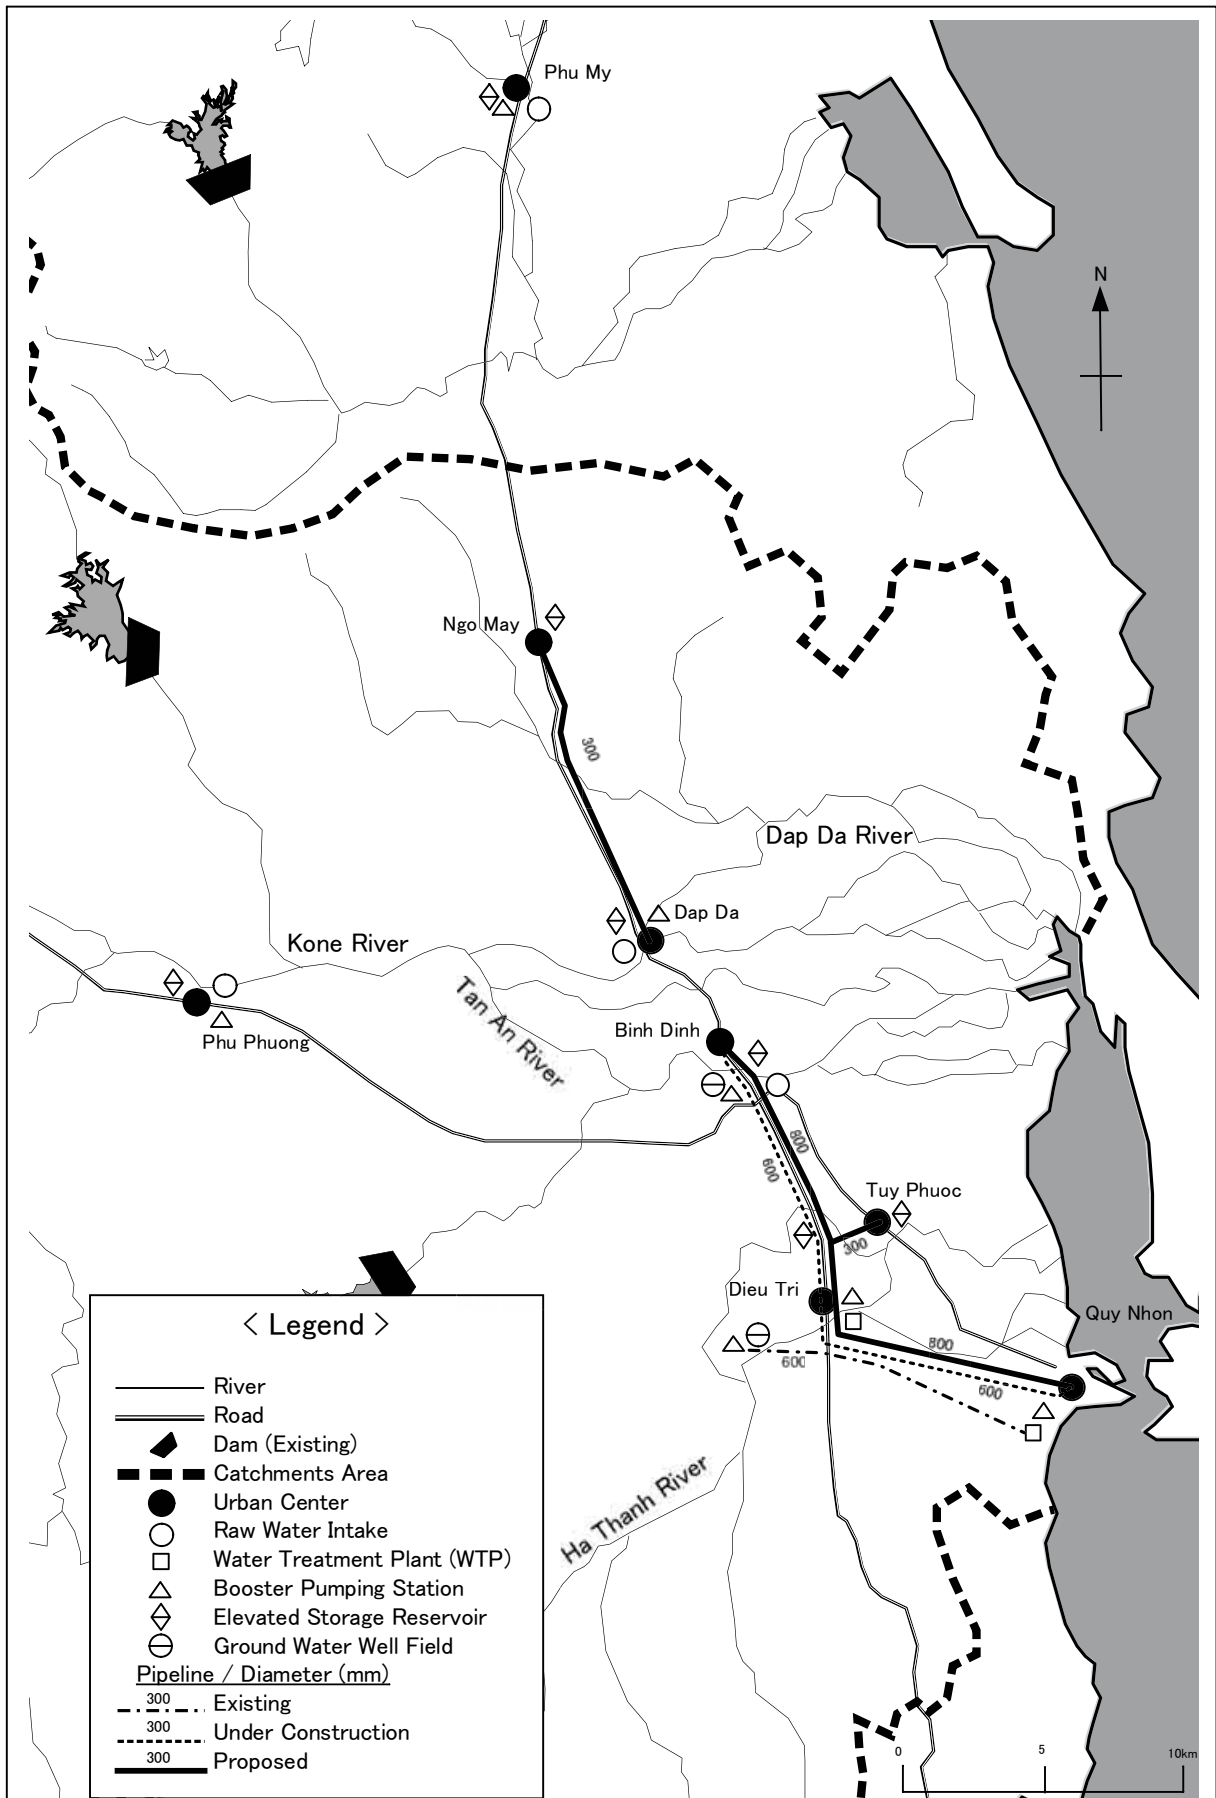 Phu My
N
Ngo May
300
Dap Da River
Dap Da
Kone River
Tan An River
Phu Phuong
Binh Dinh
800
600
Tuy Phuoc
300
Dieu Tri
Quy Nhon
800
600
600
Ha Thanh River
< Legend >
River
Road
Dam (Existing)
Catchments Area
Urban Center
Raw Water Intake
Water Treatment Plant (WTP)
Booster Pumping Station
Elevated Storage Reservoir
Ground Water Well Field
Pipeline / Diameter (mm)
300 Existing
300 Under Construction
300 Proposed
0 5 10km